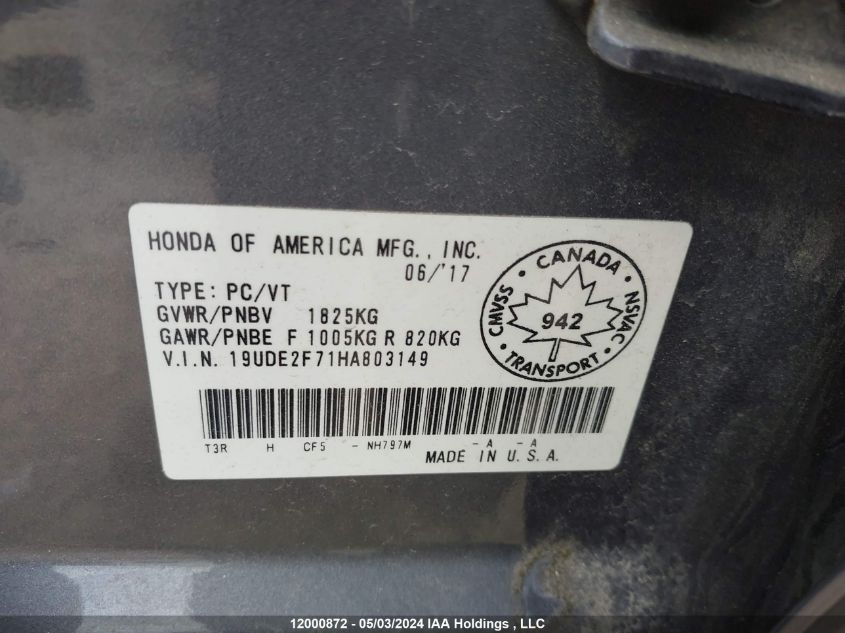 HONDA OF AMERICA MFG., INC.
06/'17
TYPE: PC/VT
GVWR/PNBV 1825KG
GAWR/PNBE F 1005KG R 820KG
V.I.N. 19UDE2F71HA803149
CANADA
CMVSS
NSVAC
942
TRANSPORT
T3R H CF5 - NH797M -A -A
MADE IN U.S.A.
12000872 - 05/03/2024 IAA Holdings , LLC